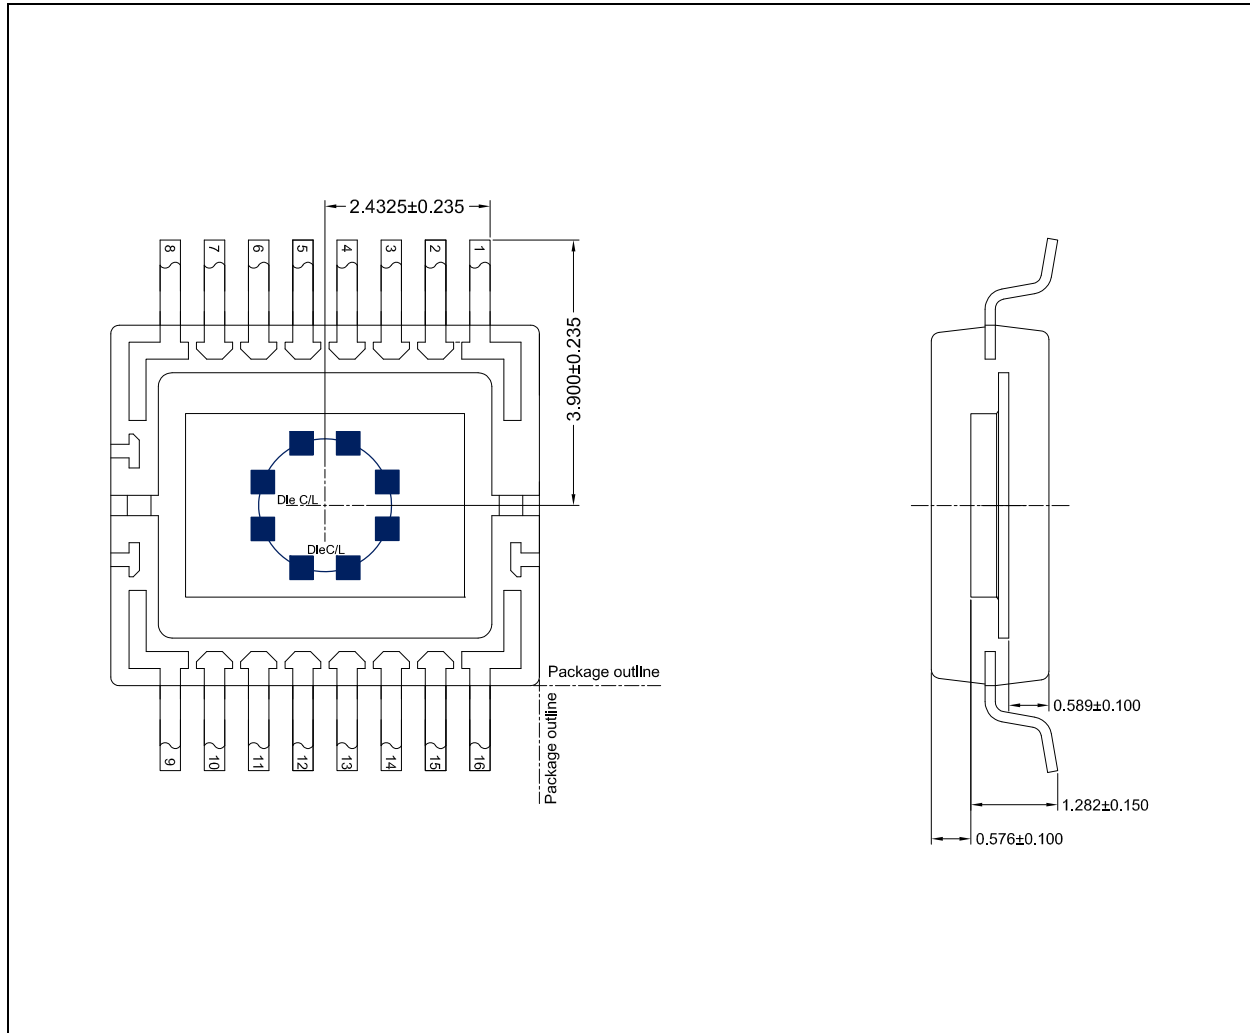 2.4325±0.235
8 7 6 5 4 3 2 1
3.900±0.235
Die C/L
DieC/L
Package outline
Package outline
9 10 11 12 13 14 15 16
0.589±0.100
1.282±0.150
0.576±0.100